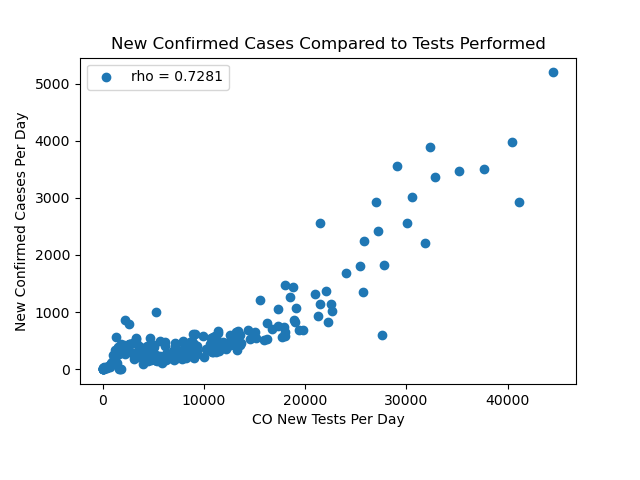 New Confirmed Cases Compared to Tests Performed
rho = 0.7281
New Confirmed Caeses Per Day
5000
4000
3000
2000
1000
0
0 10000 20000 30000 40000
CO New Tests Per Day